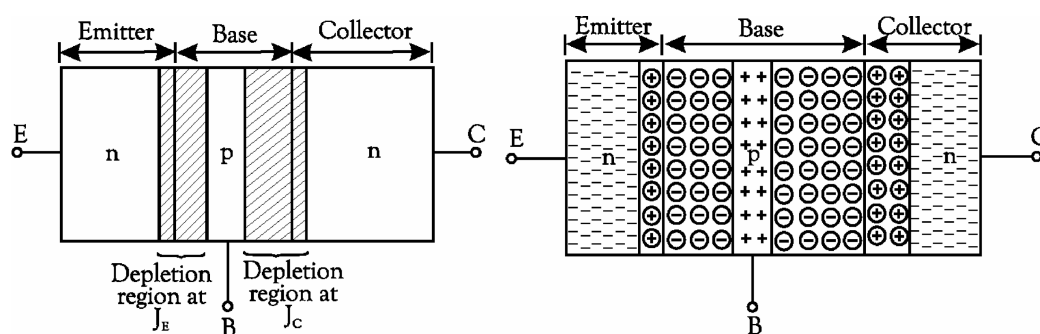 Emitter Base Collector
E n p n C
Depletion region at J_E
B
Depletion region at J_C
Emitter Base Collector
E n p n C
B